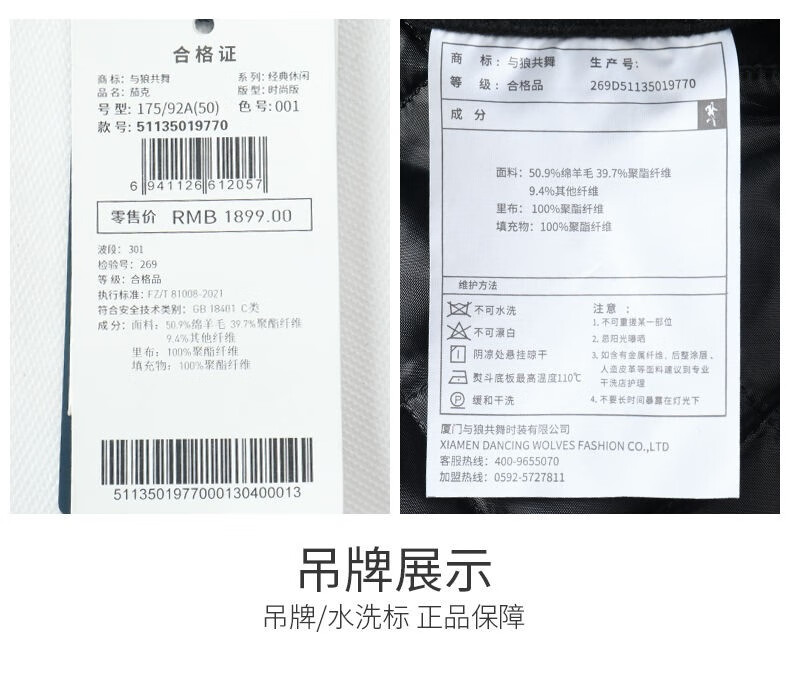 合格证
商 标: 与狼共舞 系 列: 经典休闲
品 名: 茄克 版 型: 时尚版
号 型: 175/92A(50) 色 号: 001
款 号: 51135019770
6 941126 612057
零售价 RMB 1899.00
波段: 301
检验号: 269
等 级: 合格品
执行标准: FZ/T 81008-2021
符合安全技术类别: GB 18401 C类
成 分: 面料: 50.9%绵羊毛 39.7%聚酯纤维
9.4%其他纤维
里布: 100%聚酯纤维
填充物: 100%聚酯纤维
5113501977000130400013
商 标: 与狼共舞 生 产 号:
等 级: 合格品 269D51135019770
成 分
面料: 50.9%绵羊毛 39.7%聚酯纤维
9.4%其他纤维
里布: 100%聚酯纤维
填充物: 100%聚酯纤维
维护方法
不可水洗
不可漂白
阴凉处悬挂晾干
熨斗底板最高温度110℃
缓和干洗
注意:
1. 不可重搓某一部位
2. 忌阳光曝晒
3. 如含有金属纤维, 后整涂层、
人造皮革等面料建议到专业
干洗店护理
4. 不要长时间暴露在灯光下
厦门与狼共舞时装有限公司
XIAMEN DANCING WOLVES FASHION CO.,LTD
客服热线: 400-9655070
加盟热线: 0592-5727811
吊牌展示
吊牌/水洗标 正品保障